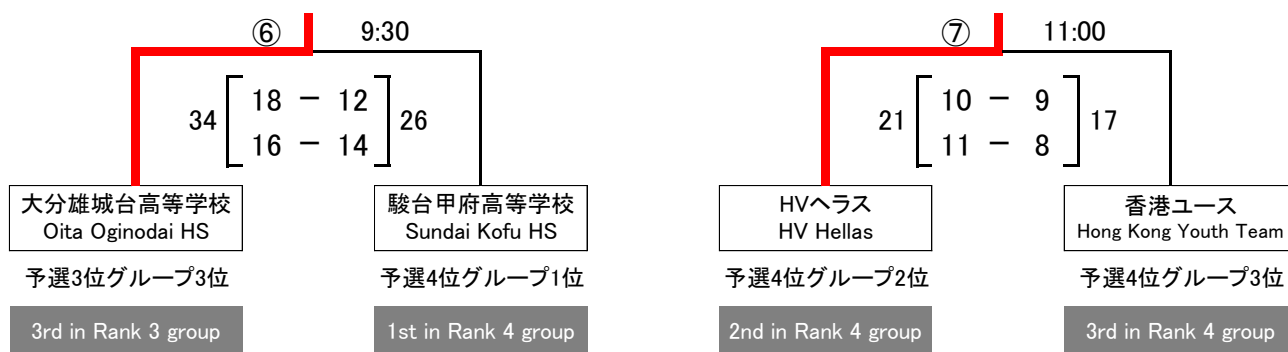 ⑥ 9:30
34 18 － 12 26
16 － 14
大分雄城台高等学校
Oita Oginodai HS
駿台甲府高等学校
Sundai Kofu HS
予選3位グループ3位
予選4位グループ1位
3rd in Rank 3 group
1st in Rank 4 group
⑦ 11:00
21 10 － 9 17
11 － 8
HVヘラス
HV Hellas
香港ユース
Hong Kong Youth Team
予選4位グループ2位
予選4位グループ3位
2nd in Rank 4 group
3rd in Rank 4 group